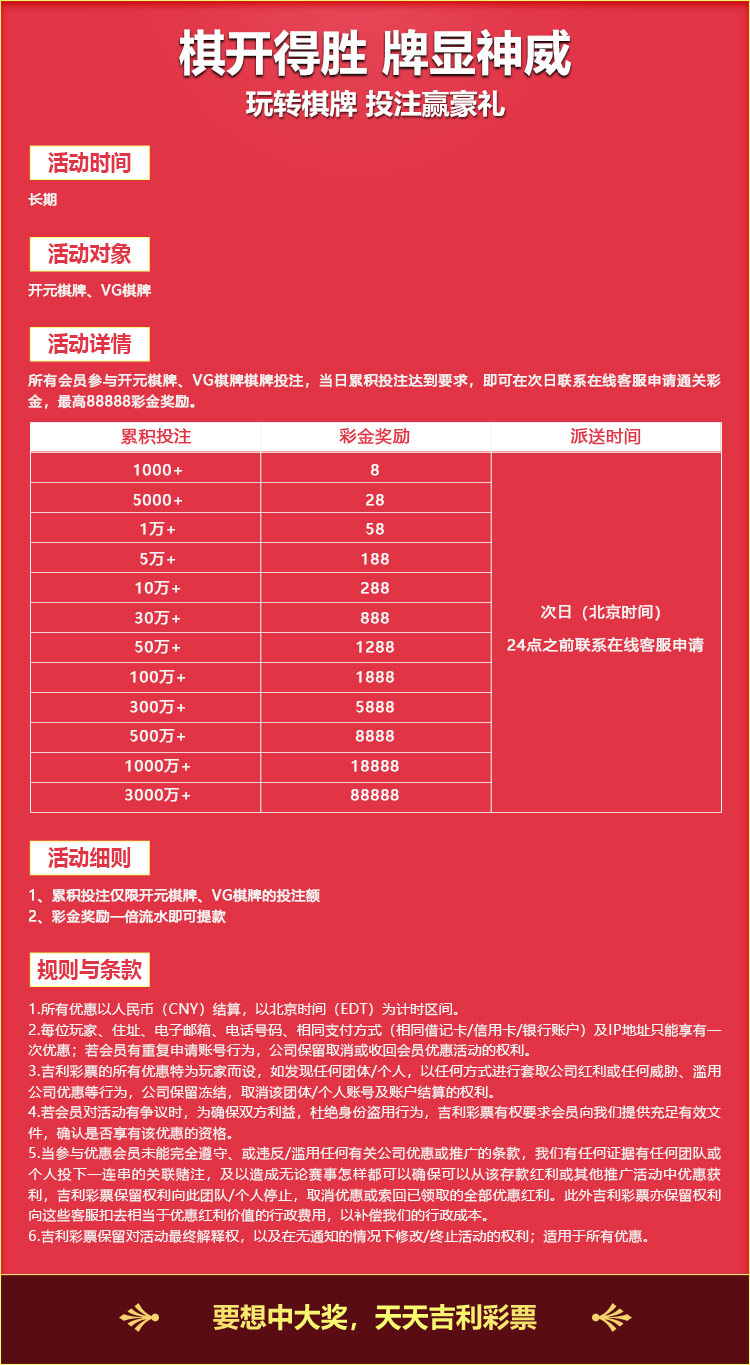 棋开得胜 牌显神威
玩转棋牌 投注赢豪礼
活动时间
长期
活动对象
开元棋牌、VG棋牌
活动详情
所有会员参与开元棋牌、VG棋牌棋牌投注，当日累积投注达到要求，即可在次日联系在线客服申请通关彩
金，最高88888彩金奖励。
累积投注 彩金奖励 派送时间
1000+ 8
5000+ 28
1万+ 58
5万+ 188
10万+ 288
30万+ 888
次日（北京时间）
50万+ 1288
24点之前联系在线客服申请
100万+ 1888
300万+ 5888
500万+ 8888
1000万+ 18888
3000万+ 88888
活动细则
1、累积投注仅限开元棋牌、VG棋牌的投注额
2、彩金奖励一倍流水即可提款
规则与条款
1.所有优惠以人民币（CNY）结算，以北京时间（EDT）为计时区间。
2.每位玩家、住址、电子邮箱、电话号码、相同支付方式（相同借记卡/信用卡/银行账户）及IP地址只能享有一
次优惠；若会员有重复申请账号行为，公司保留取消或收回会员优惠活动的权利。
3.吉利彩票的所有优惠特为玩家而设，如发现任何团体/个人，以任何方式进行套取公司红利或任何威胁、滥用
公司优惠等行为，公司保留冻结，取消该团体/个人账号及账户结算的权利。
4.若会员对活动有争议时，为确保双方利益，杜绝身份盗用行为，吉利彩票有权要求会员向我们提供充足有效文
件，确认是否享有该优惠的资格。
5.当参与优惠会员未能完全遵守、或违反/滥用任何有关公司优惠或推广的条款，我们有任何证据有任何团队或
个人投下一连串的关联赌注，及以造成无论赛事怎样都可以确保可以从该存款红利或其他推广活动中优惠获
利，吉利彩票保留权利向此团队/个人停止，取消优惠或索回已领取的全部优惠红利。此外吉利彩票亦保留权利
向这些客服扣去相当于优惠红利价值的行政费用，以补偿我们的行政成本。
6.吉利彩票保留对活动最终解释权，以及在无通知的情况下修改/终止活动的权利；适用于所有优惠。
要想中大奖，天天吉利彩票